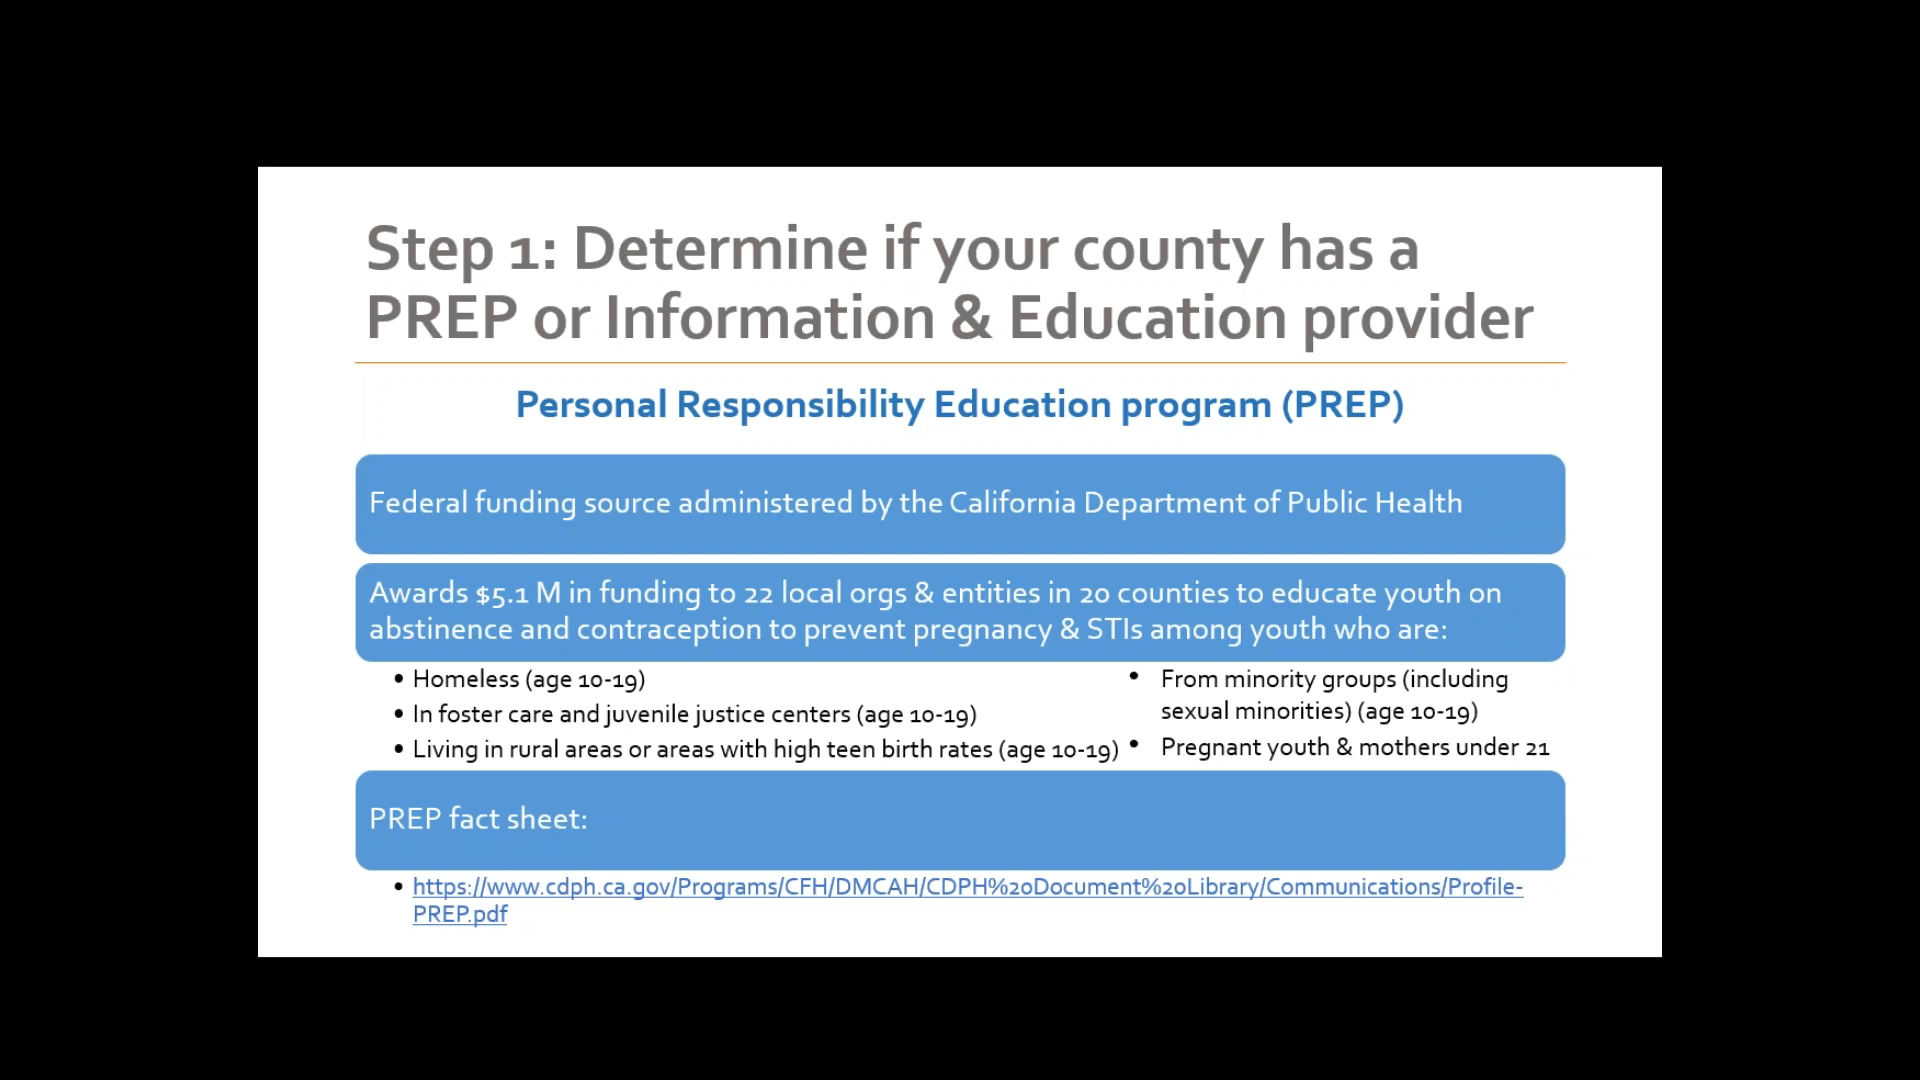 Step 1: Determine if your county has a
PREP or Information & Education provider
Personal Responsibility Education program (PREP)
Federal funding source administered by the California Department of Public Health
Awards $5.1 M in funding to 22 local orgs & entities in 20 counties to educate youth on
abstinence and contraception to prevent pregnancy & STIs among youth who are:
• Homeless (age 10-19)
• In foster care and juvenile justice centers (age 10-19)
• Living in rural areas or areas with high teen birth rates (age 10-19)
• From minority groups (including
sexual minorities) (age 10-19)
• Pregnant youth & mothers under 21
PREP fact sheet:
• https://www.cdph.ca.gov/Programs/CFH/DMCAH/CDPH%20Document%20Library/Communications/Profile-
PREP.pdf